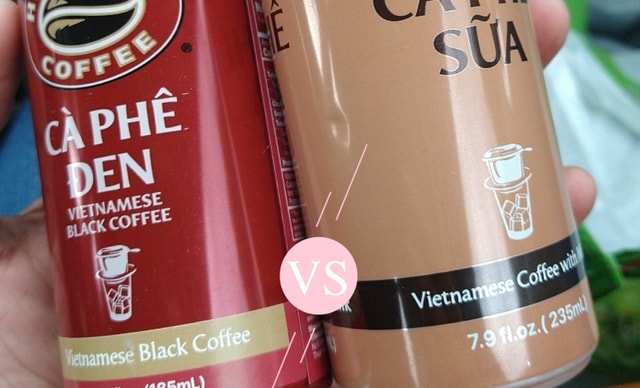 COFFEE
®
CÀ PHÊ
ĐEN
VIETNAMESE
BLACK COFFEE
Vietnamese Black Coffee
SỮA
Vietnamese Coffee with
7.9 fl.oz. (235mL)
VS